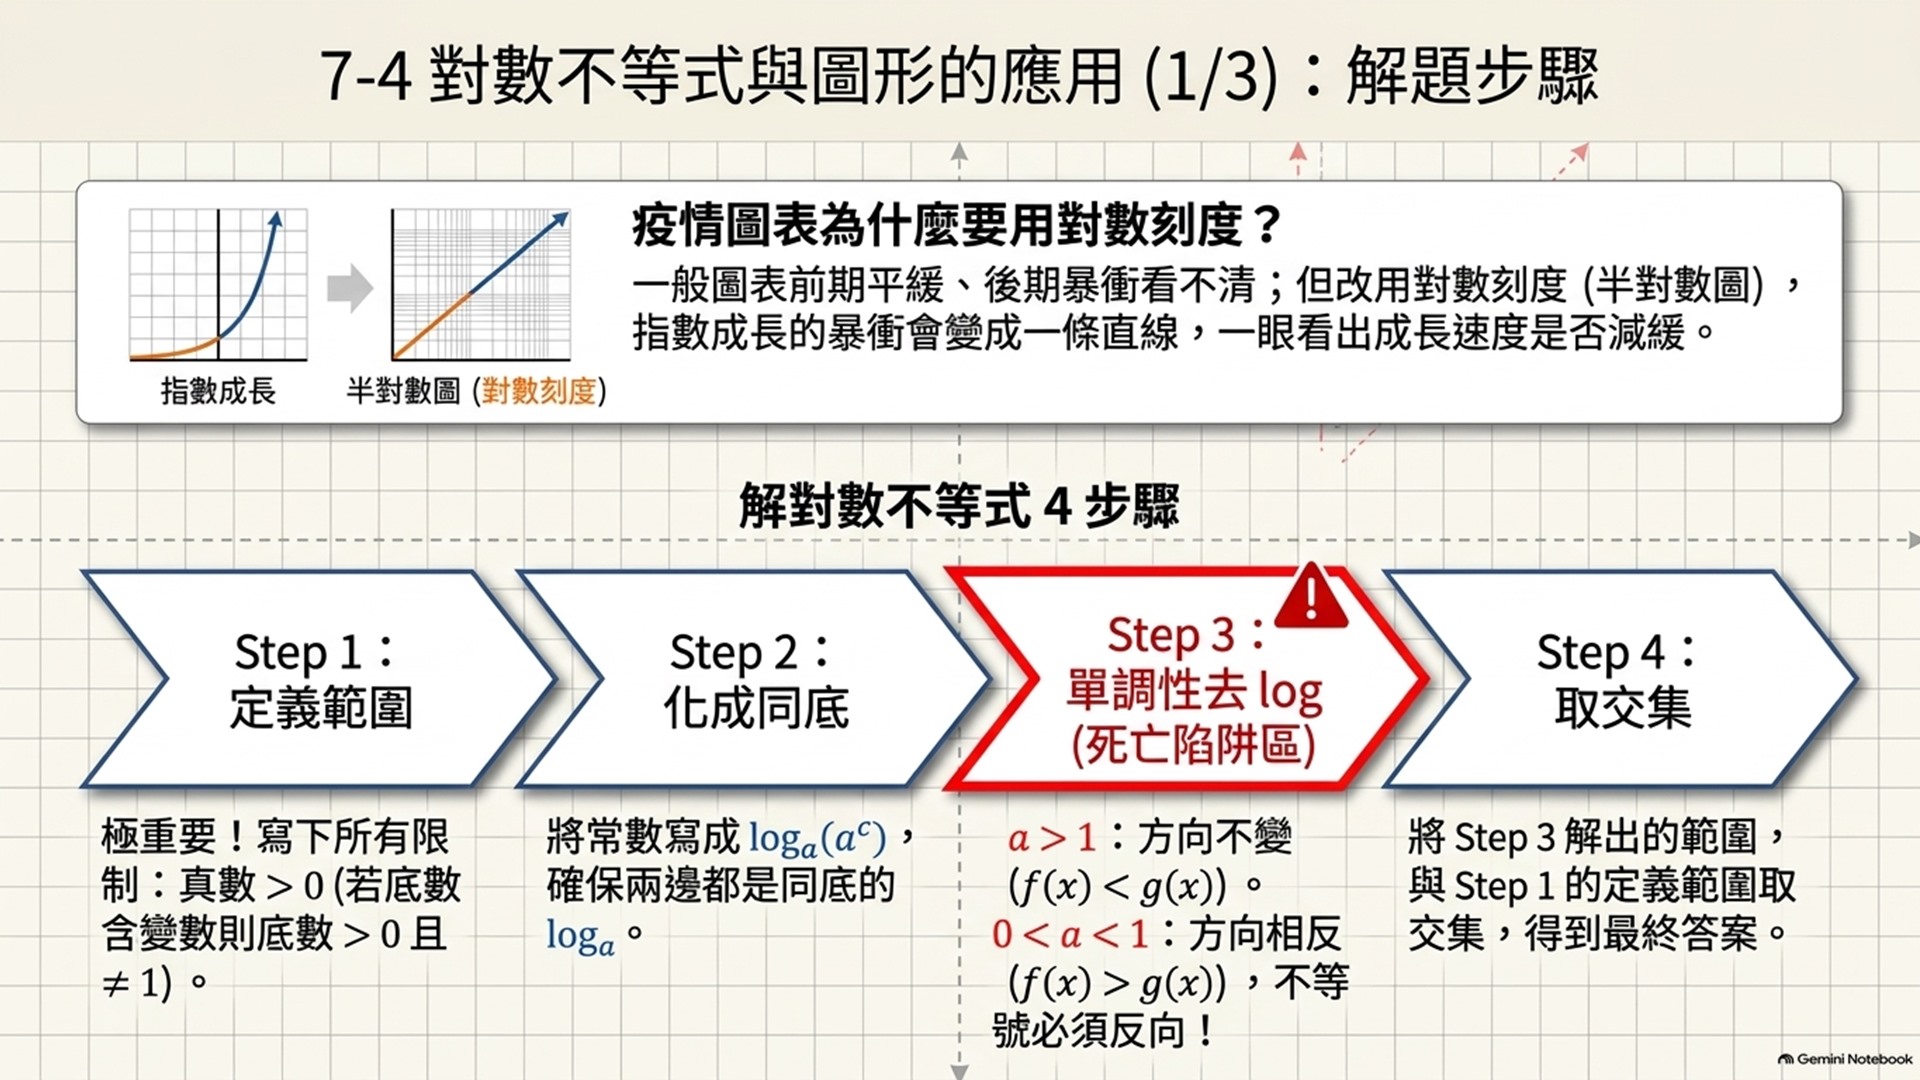 7-4 對數不等式與圖形的應用 (1/3)：解題步驟
疫情圖表為什麼要用對數刻度？
一般圖表前期平緩、後期暴衝看不清；但改用對數刻度 (半對數圖)，
指數成長的暴衝會變成一條直線，一眼看出成長速度是否減緩。
指數成長
半對數圖 (對數刻度)
解對數不等式 4 步驟
Step 1：
定義範圍
極重要！寫下所有限
制：真數 > 0 (若底數
含變數則底數 > 0 且
≠ 1)。
Step 2：
化成同底
將常數寫成 logₐ(aᶜ)，
確保兩邊都是同底的
logₐ。
Step 3：
單調性去 log
(死亡陷阱區)
a > 1：方向不變
(f(x) < g(x))。
0 < a < 1：方向相反
(f(x) > g(x))，不等
號必須反向！
Step 4：
取交集
將 Step 3 解出的範圍，
與 Step 1 的定義範圍取
交集，得到最終答案。
Gemini Notebook